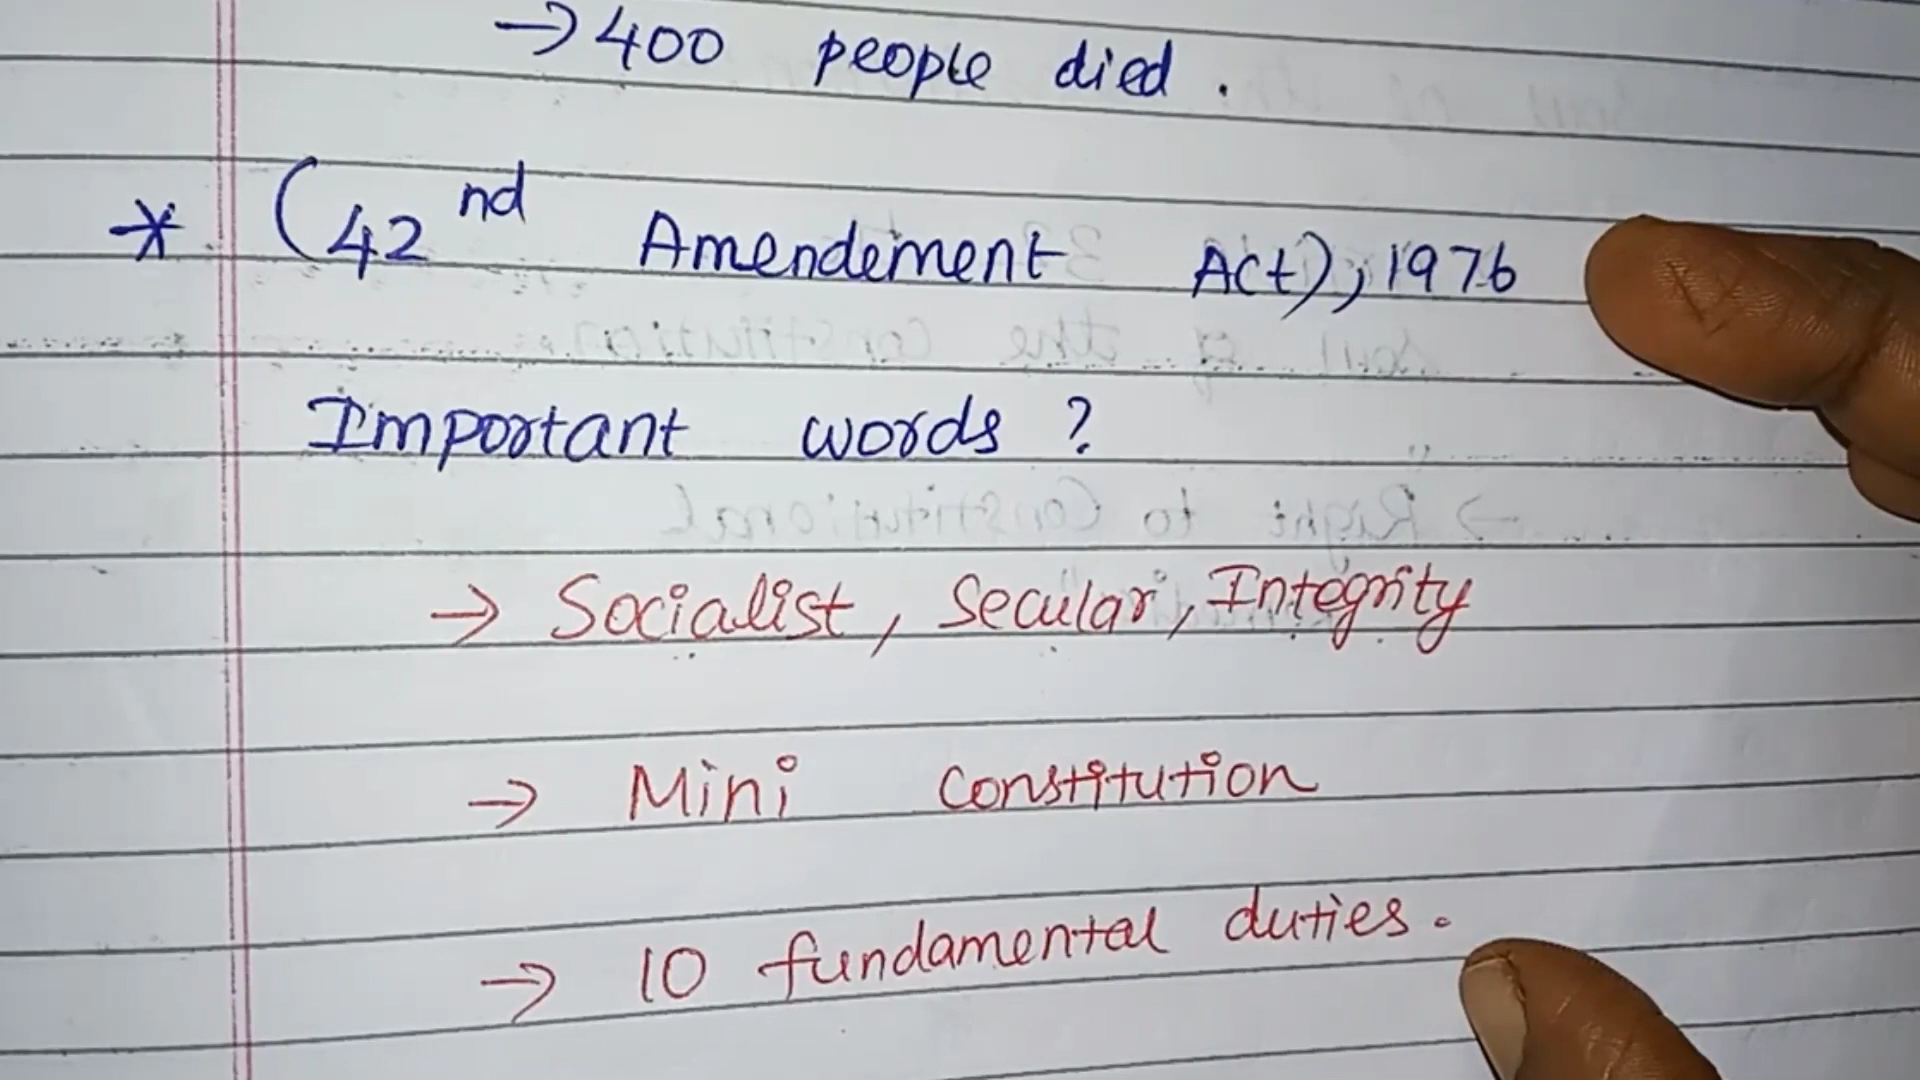 → 400 people died.
* (42nd Amendement Act), 1976
Important words ?
→ Socialist, Secular, Integrity
→ Mini Constitution
→ 10 fundamental duties.